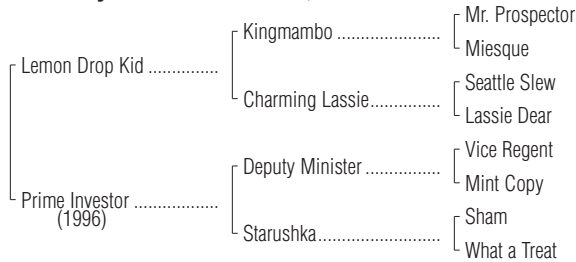 Mr. Prospector
Kingmambo ..................
Miesque
Lemon Drop Kid ...............
Seattle Slew
Charming Lassie................
Lassie Dear
Vice Regent
Deputy Minister .................
Mint Copy
Prime Investor ..................
(1996)
Sham
Starushka............................
What a Treat